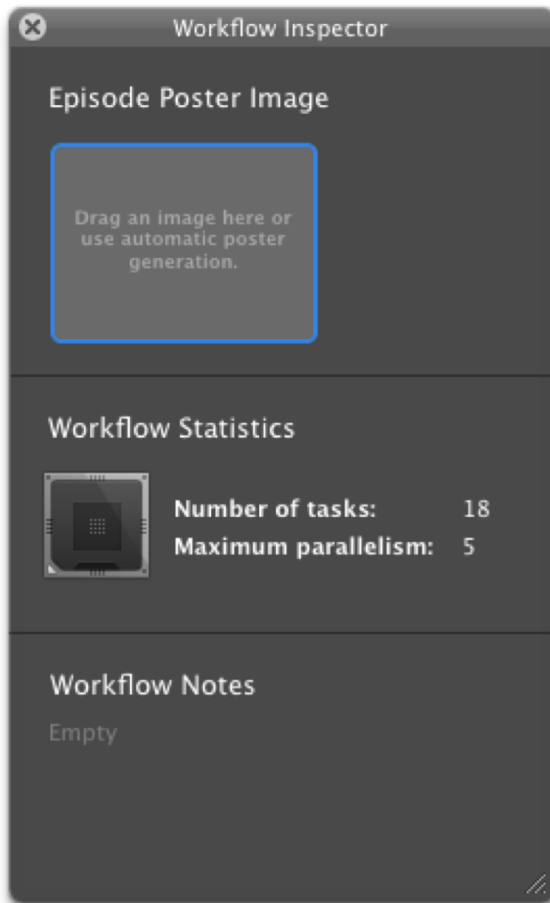 Workflow Inspector
Episode Poster Image
Drag an image here or
use automatic poster
generation.
Workflow Statistics
Number of tasks: 18
Maximum parallelism: 5
Workflow Notes
Empty